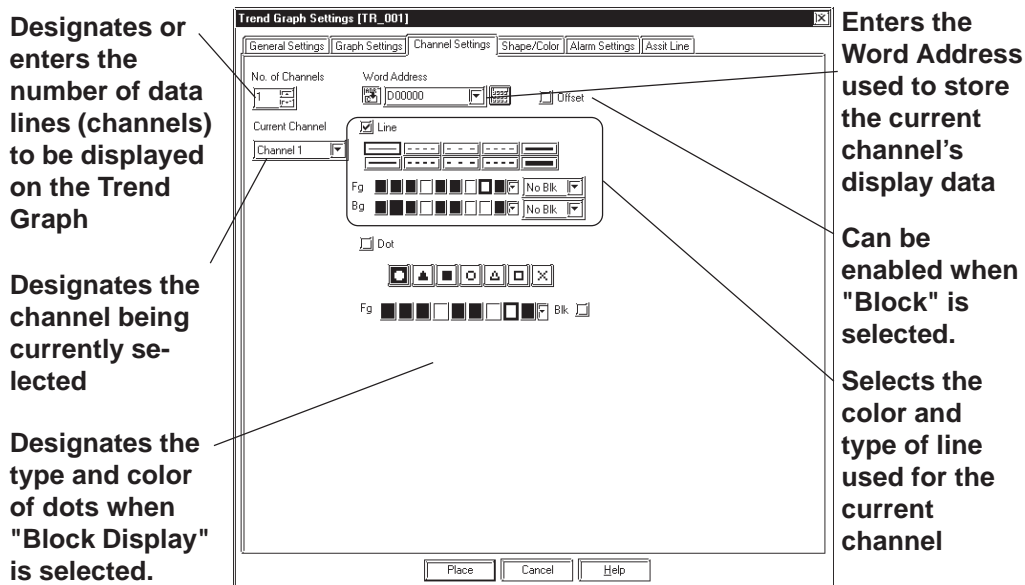 Designates or
enters the
number of data
lines (channels)
to be displayed
on the Trend
Graph
Designates the
channel being
currently se-
lected
Designates the
type and color
of dots when
"Block Display"
is selected.
Trend Graph Settings [TR_001]
General Settings Graph Settings Channel Settings Shape/Color Alarm Settings Assit Line
No. of Channels Word Address
1 D00000 Offset
Current Channel Line
Channel 1
Fg No Blk
Bg No Blk
Dot
Fg Blk
Place Cancel Help
Enters the
Word Address
used to store
the current
channel's
display data
Can be
enabled when
"Block" is
selected.
Selects the
color and
type of line
used for the
current
channel